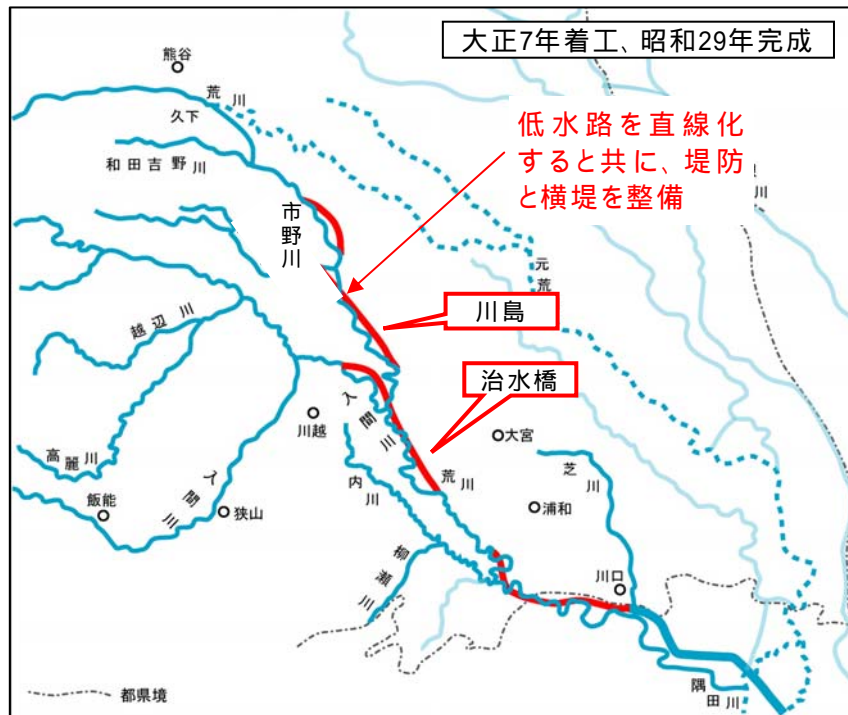 大正7年着工、昭和29年完成
熊谷
荒川
久下
和田吉野川
低水路を直線化
すると共に、堤防
と横堤を整備
市野川
川
元荒
川島
越辺川
治水橋
入間川
川越
大宮
芝川
高麗川
入間川
内川
荒川
飯能
狭山
浦和
柳瀬川
川口
隅田川
都県境